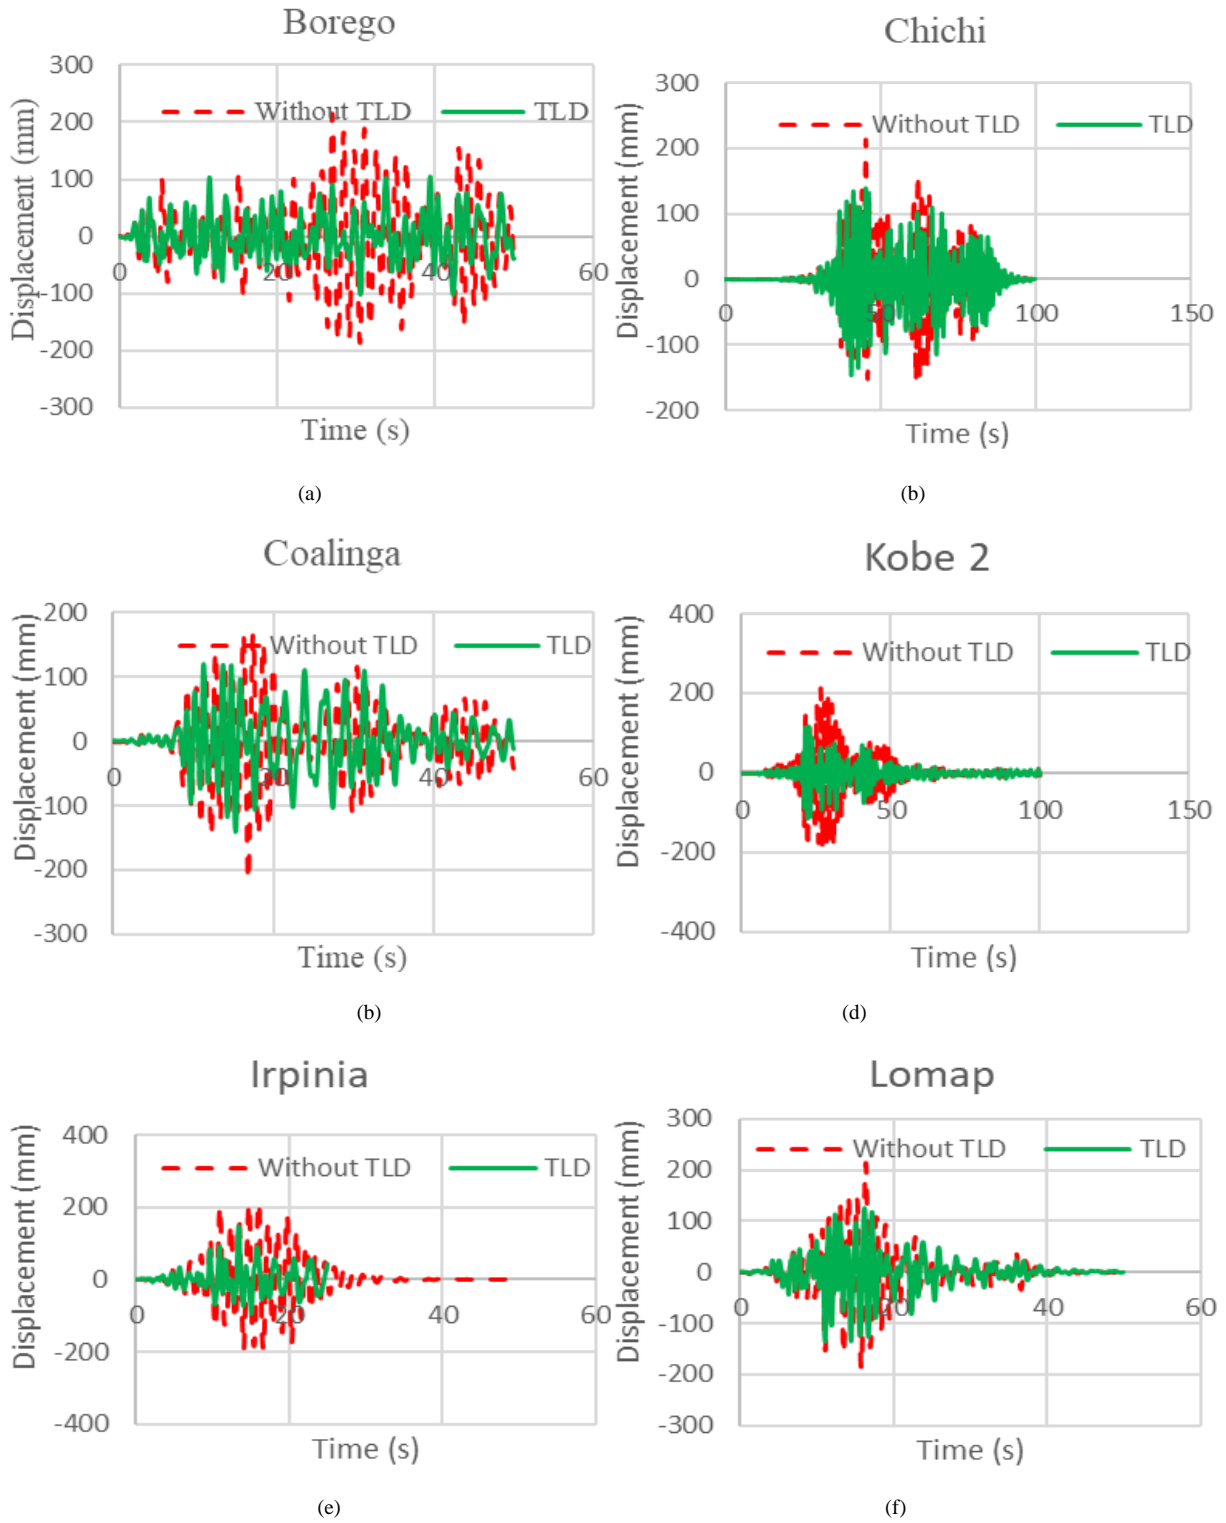 Borego
Displacement (mm)
300
200
100
0
-100
-200
-300
Without TLD
TLD
0
20
40
60
Time (s)
(a)
Chichi
Displacement (mm)
300
200
100
0
-100
-200
Without TLD
TLD
0
50
100
150
Time (s)
(b)
Coalinga
Displacement (mm)
200
100
0
-100
-200
-300
Without TLD
TLD
0
20
40
60
Time (s)
(b)
Kobe 2
Displacement (mm)
400
200
0
-200
-400
Without TLD
TLD
0
50
100
150
Time (s)
(d)
Irpinia
Displacement (mm)
400
200
0
-200
-400
Without TLD
TLD
0
20
40
60
Time (s)
(e)
Lomap
Displacement (mm)
300
200
100
0
-100
-200
-300
Without TLD
TLD
0
20
40
60
Time (s)
(f)